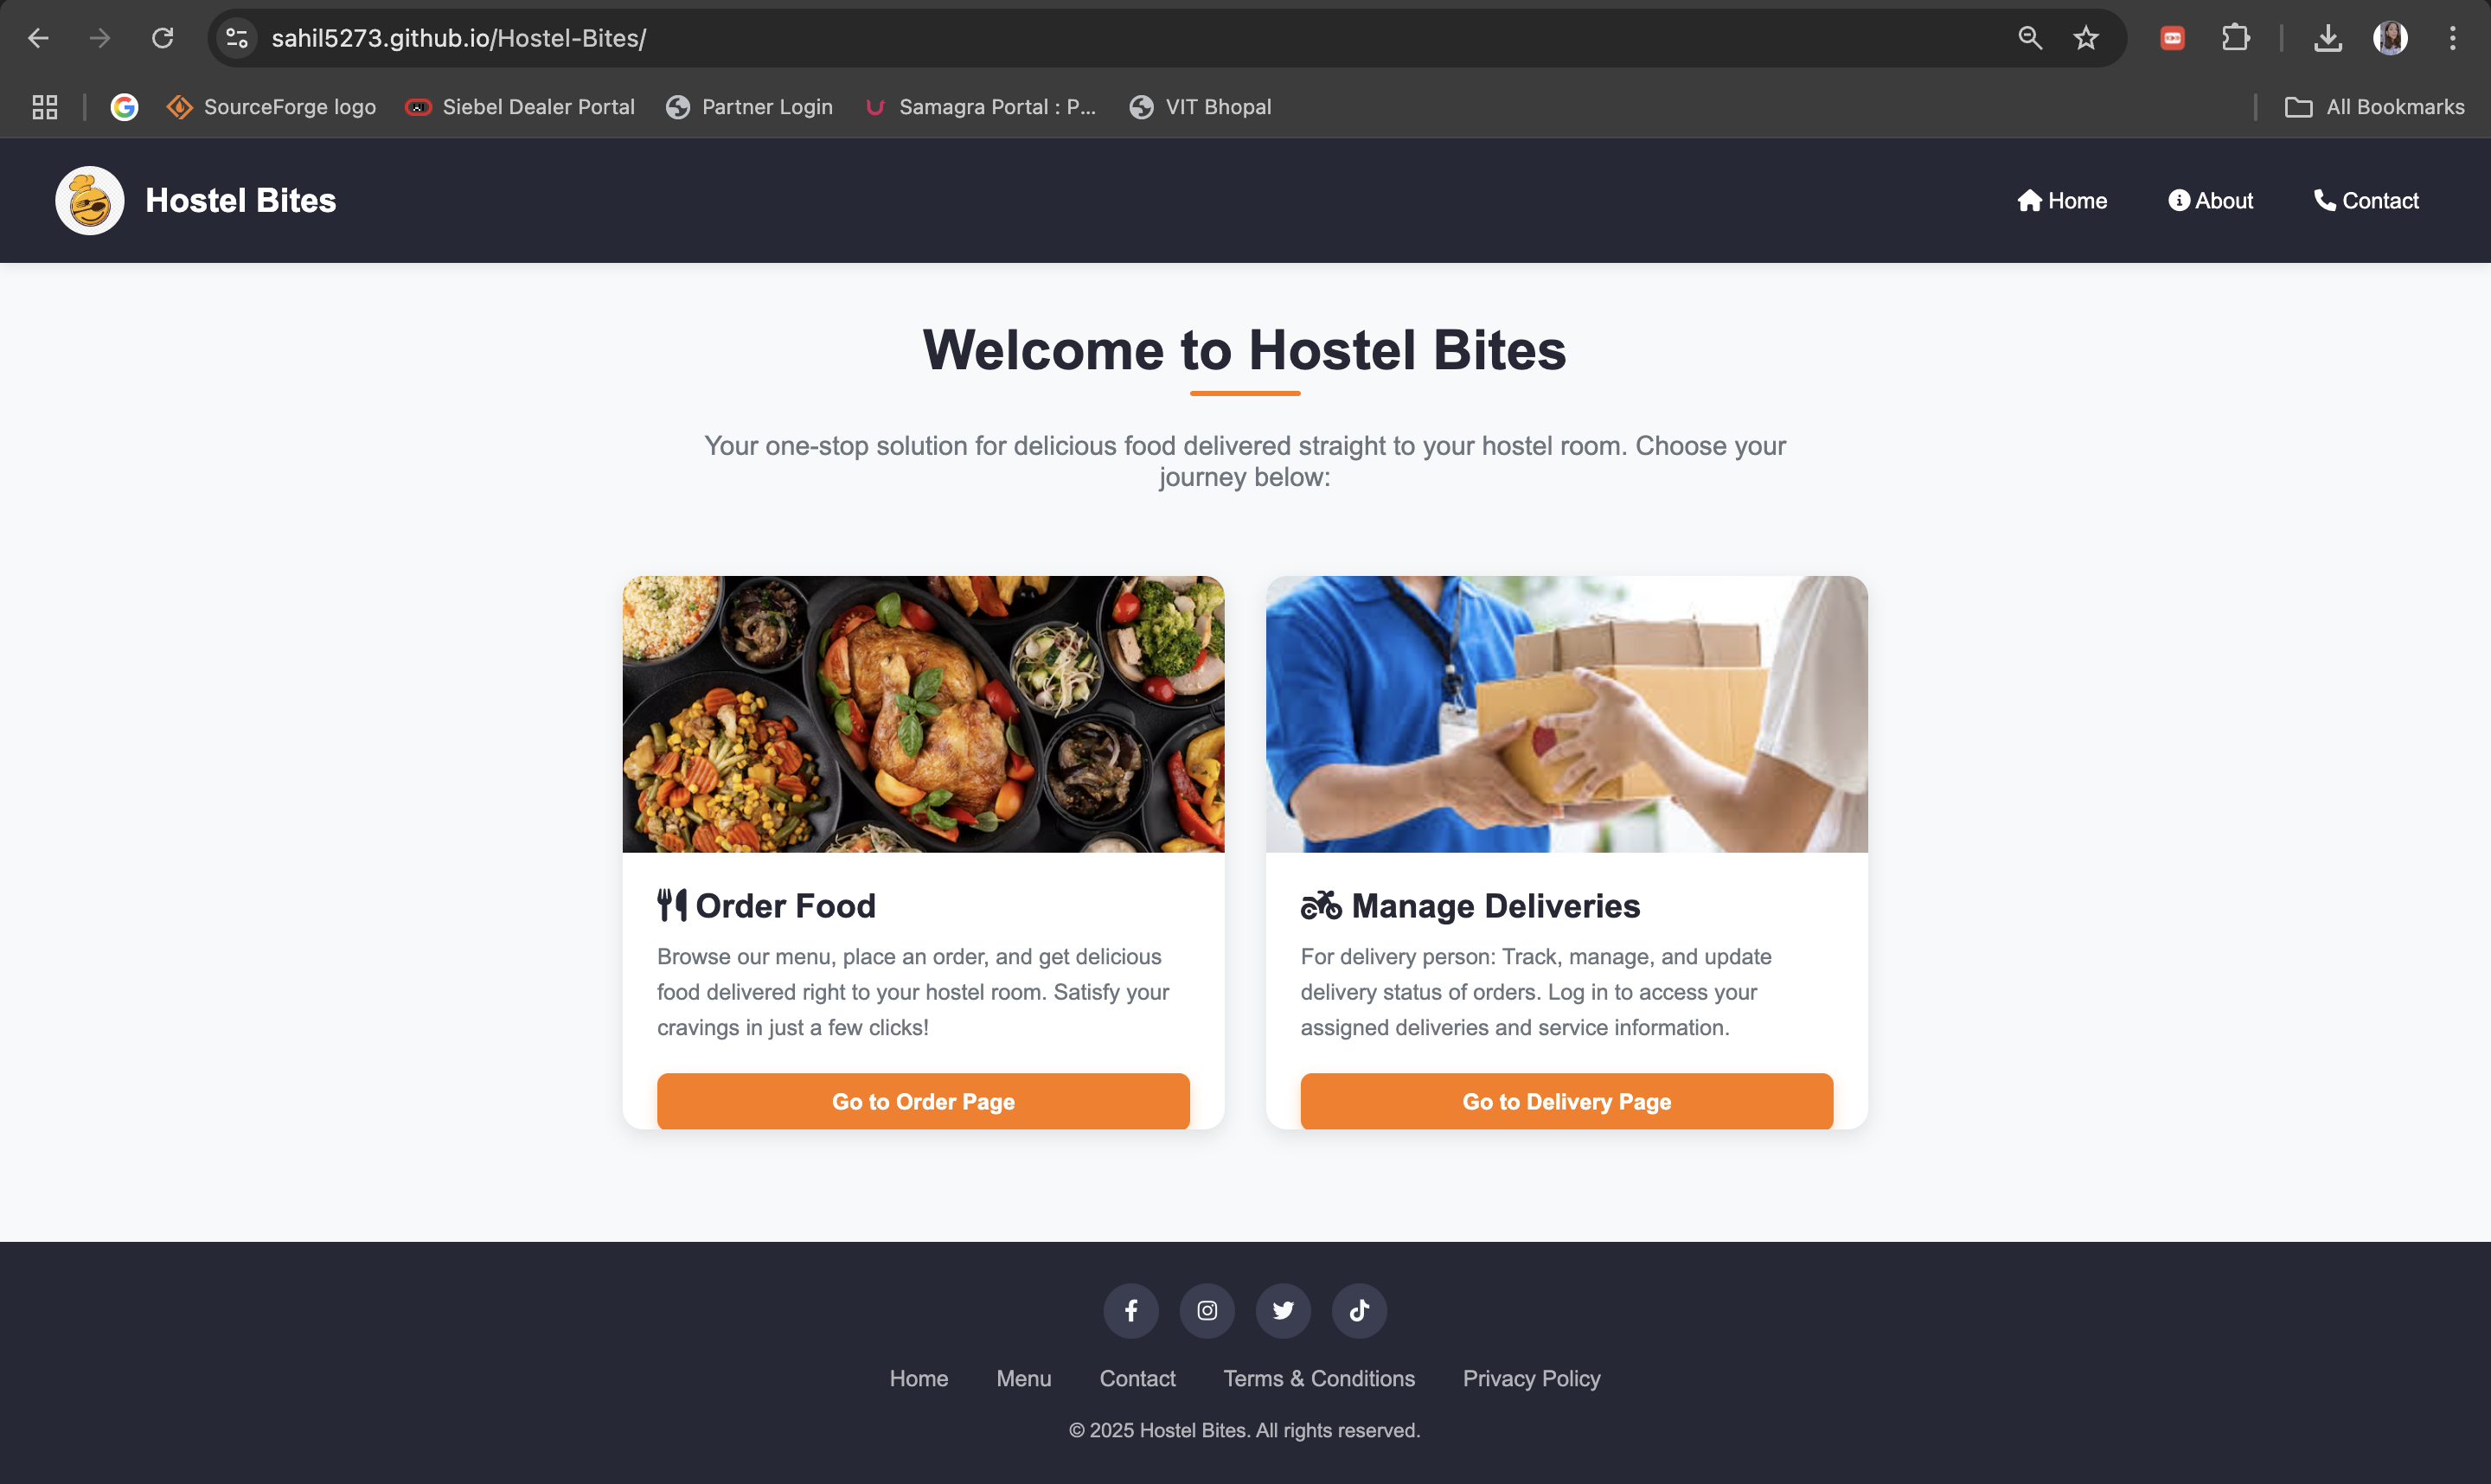 sahil5273.github.io/Hostel-Bites/
SourceForge logo
Siebel Dealer Portal
Partner Login
Samagra Portal : P...
VIT Bhopal
All Bookmarks
Hostel Bites
Home
About
Contact
Welcome to Hostel Bites
Your one-stop solution for delicious food delivered straight to your hostel room. Choose your
journey below:
Order Food
Browse our menu, place an order, and get delicious
food delivered right to your hostel room. Satisfy your
cravings in just a few clicks!
Go to Order Page
Manage Deliveries
For delivery person: Track, manage, and update
delivery status of orders. Log in to access your
assigned deliveries and service information.
Go to Delivery Page
Home
Menu
Contact
Terms & Conditions
Privacy Policy
© 2025 Hostel Bites. All rights reserved.